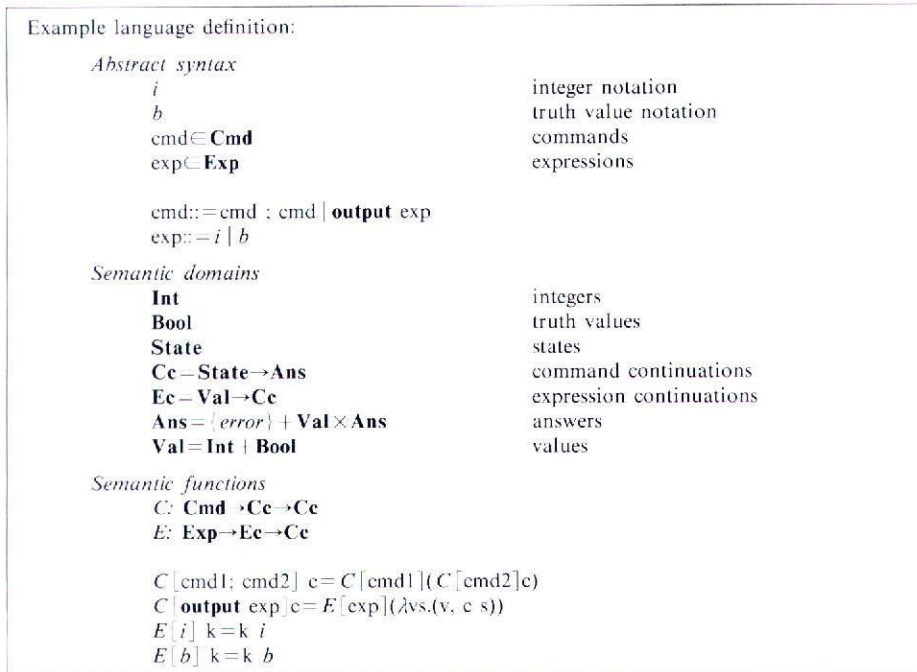 Example language definition:
Abstract syntax
i integer notation
b truth value notation
cmd∈Cmd commands
exp∈Exp expressions
cmd::=cmd ; cmd | output exp
exp::=i | b
Semantic domains
Int integers
Bool truth values
State states
Cc=State→Ans command continuations
Ec=Val→Cc expression continuations
Ans={error} + Val×Ans answers
Val=Int + Bool values
Semantic functions
C: Cmd→Cc→Cc
E: Exp→Ec→Cc
C[cmd1; cmd2] c=C[cmd1](C[cmd2]c)
C[output exp]c=E[exp](λvs.(v, c s))
E[i] k=k i
E[b] k=k b